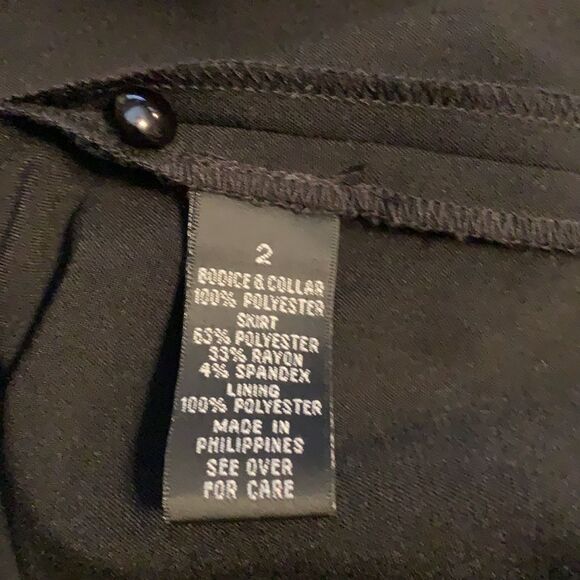 2
BODICE & COLLAR
100% POLYESTER
SKIRT
63% POLYESTER
33% RAYON
4% SPANDEX
LINING
100% POLYESTER
MADE IN
PHILIPPINES
SEE OVER
FOR CARE